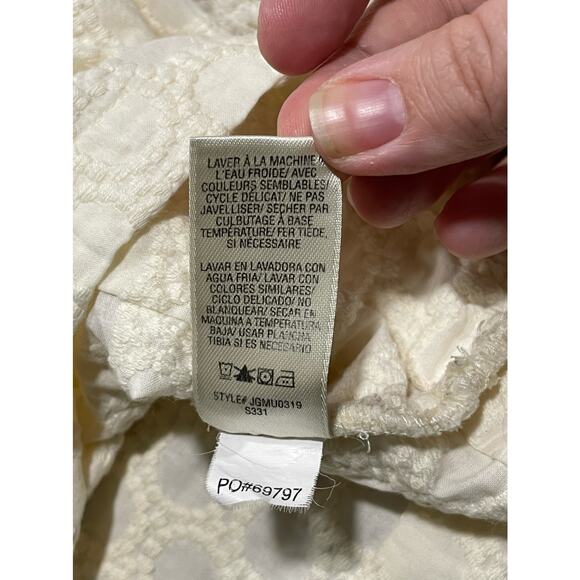 LAVER À LA MACHINE/
L'EAU FROIDE/ AVEC
COULEURS SEMBLABLES/
CYCLE DÉLICAT/ NE PAS
JAVELLISER/ SÉCHER PAR
CULBUTAGE À BASE
TEMPÉRATURE/ FER TIÈDE,
SI NÉCESSAIRE
LAVAR EN LAVADORA CON
AGUA FRIA/ LAVAR CON
COLORES SIMILARES/
CICLO DELICADO/ NO
BLANQUEAR/ SECAR EN
MAQUINA A TEMPERATURA
BAJA/ USAR PLANCHA
TIBIA SI ES NECESARIO
STYLE# JGMU0319
S331
PO#69797